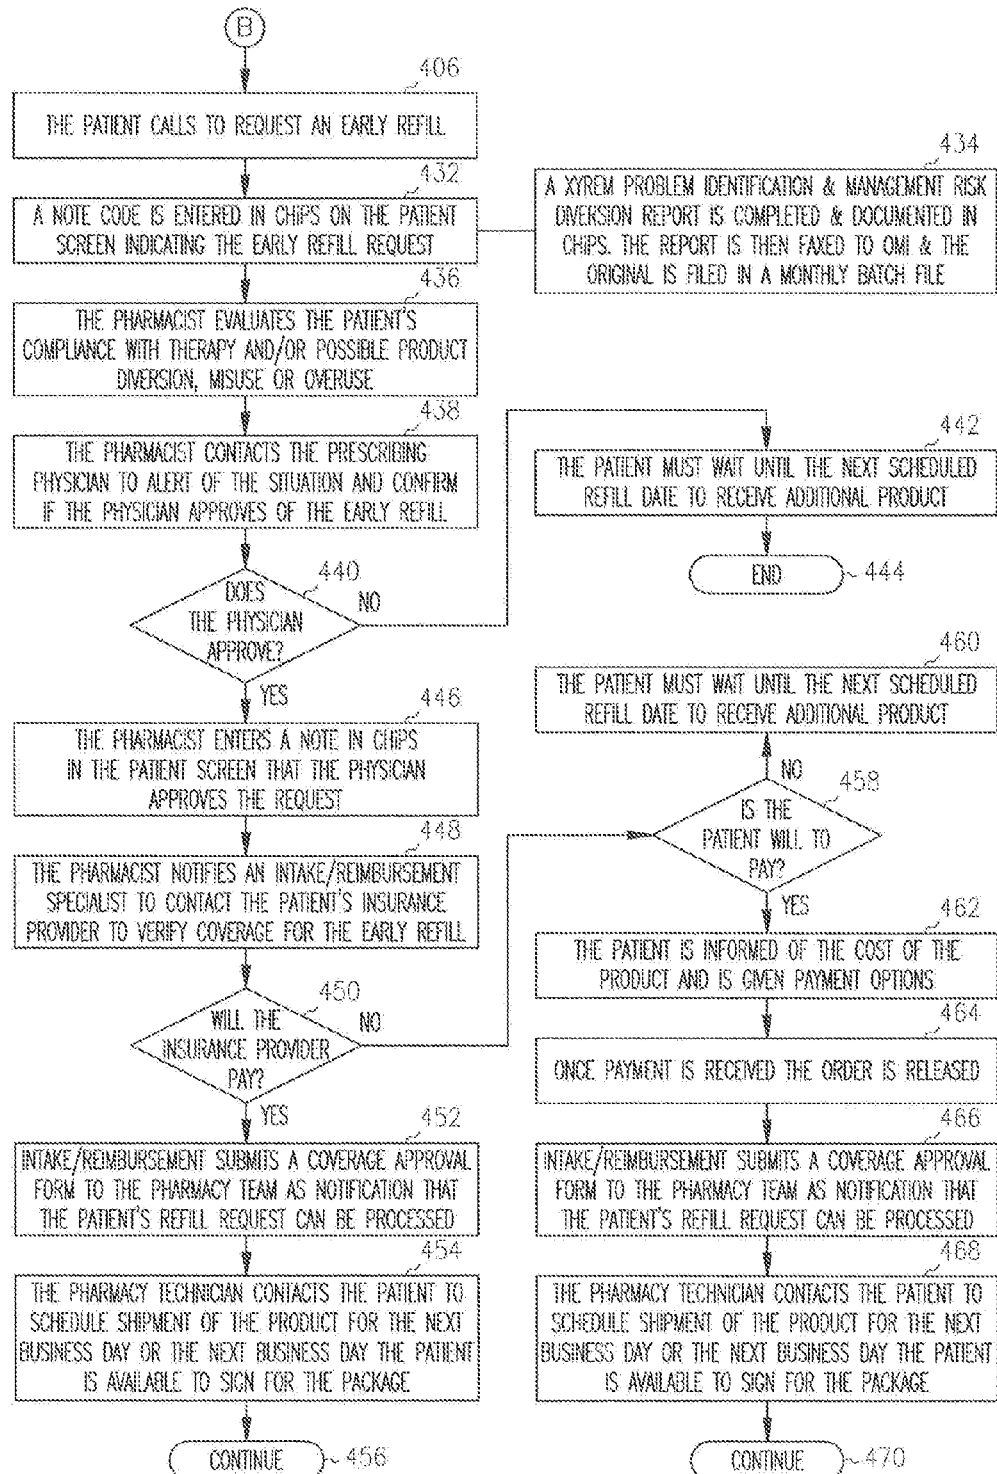 B
406
THE PATIENT CALLS TO REQUEST AN EARLY REFILL
432
A NOTE CODE IS ENTERED IN CHIPS ON THE PATIENT
SCREEN INDICATING THE EARLY REFILL REQUEST
434
A XYREM PROBLEM IDENTIFICATION & MANAGEMENT RISK
DIVERSION REPORT IS COMPLETED & DOCUMENTED IN
CHIPS. THE REPORT IS THEN FAXED TO OMI & THE
ORIGINAL IS FILED IN A MONTHLY BATCH FILE
436
THE PHARMACIST EVALUATES THE PATIENT'S
COMPLIANCE WITH THERAPY AND/OR POSSIBLE PRODUCT
DIVERSION, MISUSE OR OVERUSE
438
THE PHARMACIST CONTACTS THE PRESCRIBING
PHYSICIAN TO ALERT OF THE SITUATION AND CONFIRM
IF THE PHYSICIAN APPROVES OF THE EARLY REFILL
440
DOES
THE PHYSICIAN
APPROVE?
NO
YES
442
THE PATIENT MUST WAIT UNTIL THE NEXT SCHEDULED
REFILL DATE TO RECEIVE ADDITIONAL PRODUCT
END
444
446
THE PHARMACIST ENTERS A NOTE IN CHIPS
IN THE PATIENT SCREEN THAT THE PHYSICIAN
APPROVES THE REQUEST
448
THE PHARMACIST NOTIFIES AN INTAKE/REIMBURSEMENT
SPECIALIST TO CONTACT THE PATIENT'S INSURANCE
PROVIDER TO VERIFY COVERAGE FOR THE EARLY REFILL
450
WILL THE
INSURANCE PROVIDER
PAY?
NO
YES
452
INTAKE/REIMBURSEMENT SUBMITS A COVERAGE APPROVAL
FORM TO THE PHARMACY TEAM AS NOTIFICATION THAT
THE PATIENT'S REFILL REQUEST CAN BE PROCESSED
454
THE PHARMACY TECHNICIAN CONTACTS THE PATIENT TO
SCHEDULE SHIPMENT OF THE PRODUCT FOR THE NEXT
BUSINESS DAY OR THE NEXT BUSINESS DAY THE PATIENT
IS AVAILABLE TO SIGN FOR THE PACKAGE
CONTINUE
456
460
THE PATIENT MUST WAIT UNTIL THE NEXT SCHEDULED
REFILL DATE TO RECEIVE ADDITIONAL PRODUCT
NO
458
IS THE
PATIENT WILL TO
PAY?
YES
462
THE PATIENT IS INFORMED OF THE COST OF THE
PRODUCT AND IS GIVEN PAYMENT OPTIONS
464
ONCE PAYMENT IS RECEIVED THE ORDER IS RELEASED
466
INTAKE/REIMBURSEMENT SUBMITS A COVERAGE APPROVAL
FORM TO THE PHARMACY TEAM AS NOTIFICATION THAT
THE PATIENT'S REFILL REQUEST CAN BE PROCESSED
468
THE PHARMACY TECHNICIAN CONTACTS THE PATIENT TO
SCHEDULE SHIPMENT OF THE PRODUCT FOR THE NEXT
BUSINESS DAY OR THE NEXT BUSINESS DAY THE PATIENT
IS AVAILABLE TO SIGN FOR THE PACKAGE
CONTINUE
470